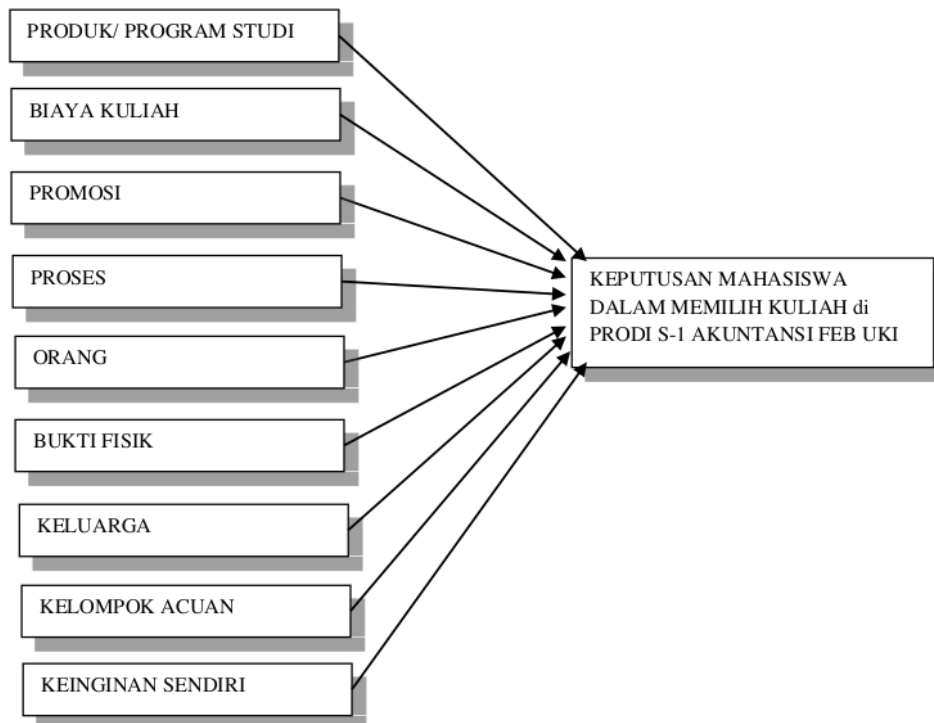 PRODUK/ PROGRAM STUDI
BIAYA KULIAH
PROMOSI
PROSES
ORANG
BUKTI FISIK
KELUARGA
KELOMPOK ACUAN
KEINGINAN SENDIRI
KEPUTUSAN MAHASISWA
DALAM MEMILIH KULIAH di
PRODI S-1 AKUNTANSI FEB UKI